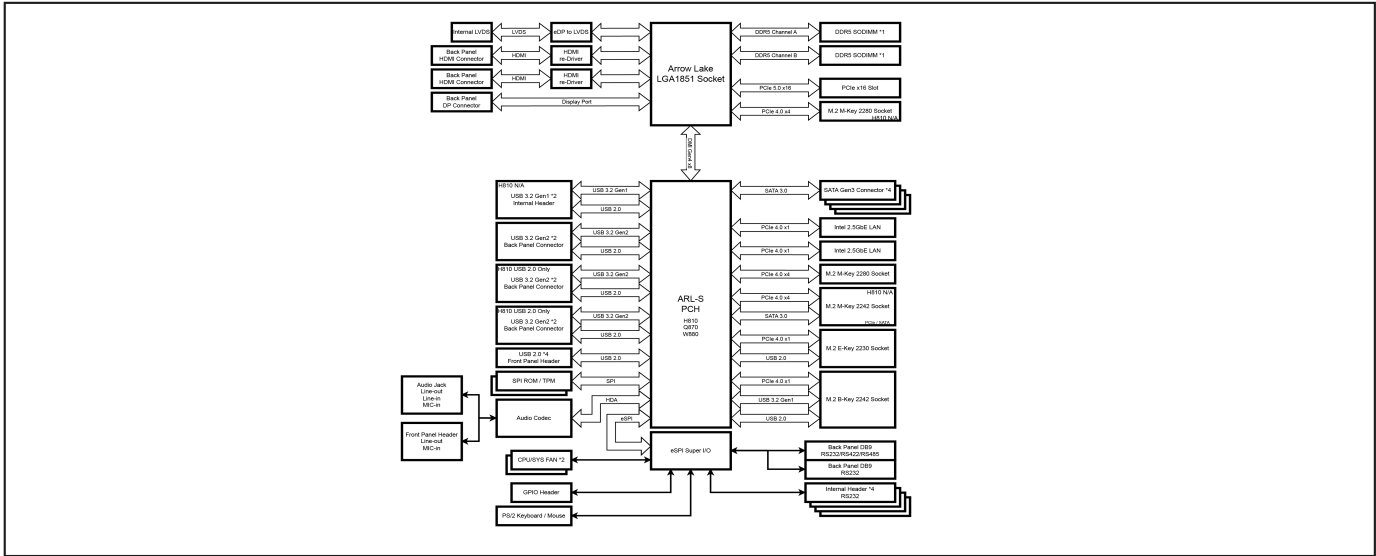 Internal LVDS
LVDS
eDP to LVDS
Back Panel
HDMI Connector
HDMI
HDMI
re-Driver
Back Panel
HDMI Connector
HDMI
HDMI
re-Driver
Back Panel
DP Connector
Display Port
Arrow Lake
LGA1851 Socket
DDR5 Channel A
DDR5 SODIMM *1
DDR5 Channel B
DDR5 SODIMM *1
PCIe 5.0 x16
PCIe x16 Slot
PCIe 4.0 x4
M.2 M-Key 2280 Socket
H810 N/A
DMI Gen4 x8
H810 N/A
USB 3.2 Gen1 *2
Internal Header
USB 3.2 Gen1
USB 2.0
USB 3.2 Gen2 *2
Back Panel Connector
USB 3.2 Gen2
USB 2.0
H810 USB 2.0 Only
USB 3.2 Gen2 *2
Back Panel Connector
USB 3.2 Gen2
USB 2.0
H810 USB 2.0 Only
USB 3.2 Gen2 *2
Back Panel Connector
USB 3.2 Gen2
USB 2.0
USB 2.0 *4
Front Panel Header
USB 2.0
SPI ROM / TPM
SPI
Audio Jack
Line-out
Line-in
MIC-in
Front Panel Header
Line-out
MIC-in
Audio Codec
HDA
eSPI
ARL-S
PCH
H810
Q870
W880
SATA 3.0
SATA Gen3 Connector *4
PCIe 4.0 x1
Intel 2.5GbE LAN
PCIe 4.0 x1
Intel 2.5GbE LAN
PCIe 4.0 x4
M.2 M-Key 2280 Socket
PCIe 4.0 x4
SATA 3.0
H810 N/A
M.2 M-Key 2242 Socket
PCIe / SATA
PCIe 4.0 x1
USB 2.0
M.2 E-Key 2230 Socket
PCIe 4.0 x1
USB 3.2 Gen1
USB 2.0
M.2 B-Key 2242 Socket
eSPI Super I/O
CPU/SYS FAN *2
GPIO Header
PS/2 Keyboard / Mouse
Back Panel DB9
RS232/RS422/RS485
Back Panel DB9
RS232
Internal Header *4
RS232